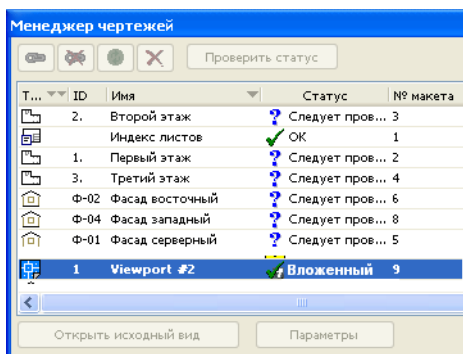 Менеджер чертежей
Проверить статус
Т... ID Имя Статус № макета
2. Второй этаж ? Следует пров... 3
Индекс листов OK 1
1. Первый этаж ? Следует пров... 2
3. Третий этаж ? Следует пров... 4
Ф-02 Фасад восточный ? Следует пров... 6
Ф-04 Фасад западный ? Следует пров... 8
Ф-01 Фасад серверный ? Следует пров... 5
1 Viewport #2 Вложенный 9
Открыть исходный вид Параметры